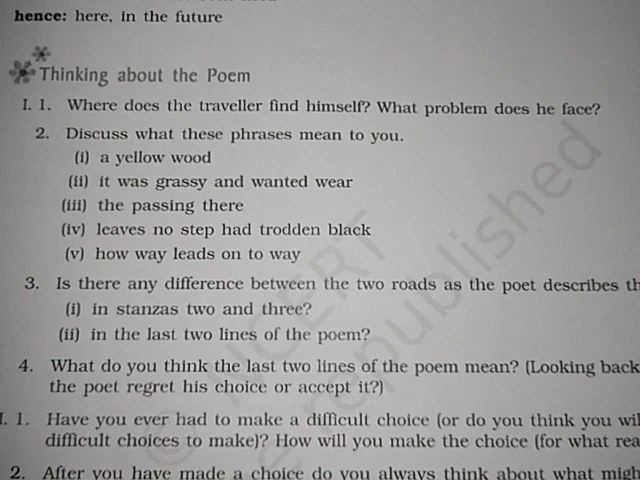 hence: here, in the future
Thinking about the Poem
I. 1. Where does the traveller find himself? What problem does he face?
2. Discuss what these phrases mean to you.
(i) a yellow wood
(ii) it was grassy and wanted wear
(iii) the passing there
(iv) leaves no step had trodden black
(v) how way leads on to way
3. Is there any difference between the two roads as the poet describes th
(i) in stanzas two and three?
(ii) in the last two lines of the poem?
4. What do you think the last two lines of the poem mean? (Looking back
the poet regret his choice or accept it?)
I. 1. Have you ever had to make a difficult choice (or do you think you wil
difficult choices to make)? How will you make the choice (for what rea
2. After you have made a choice do you always think about what migh
© NCERT
republished